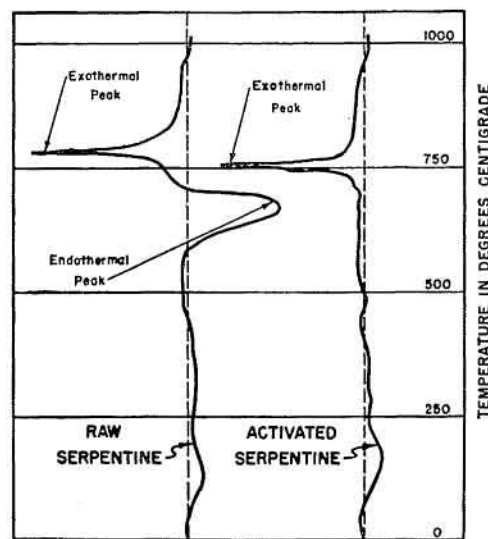 1000
Exothermal
Peak
Exothermal
Peak
750
Endothermal
Peak
500
250
RAW
SERPENTINE
ACTIVATED
SERPENTINE
0
TEMPERATURE IN DEGREES CENTIGRADE